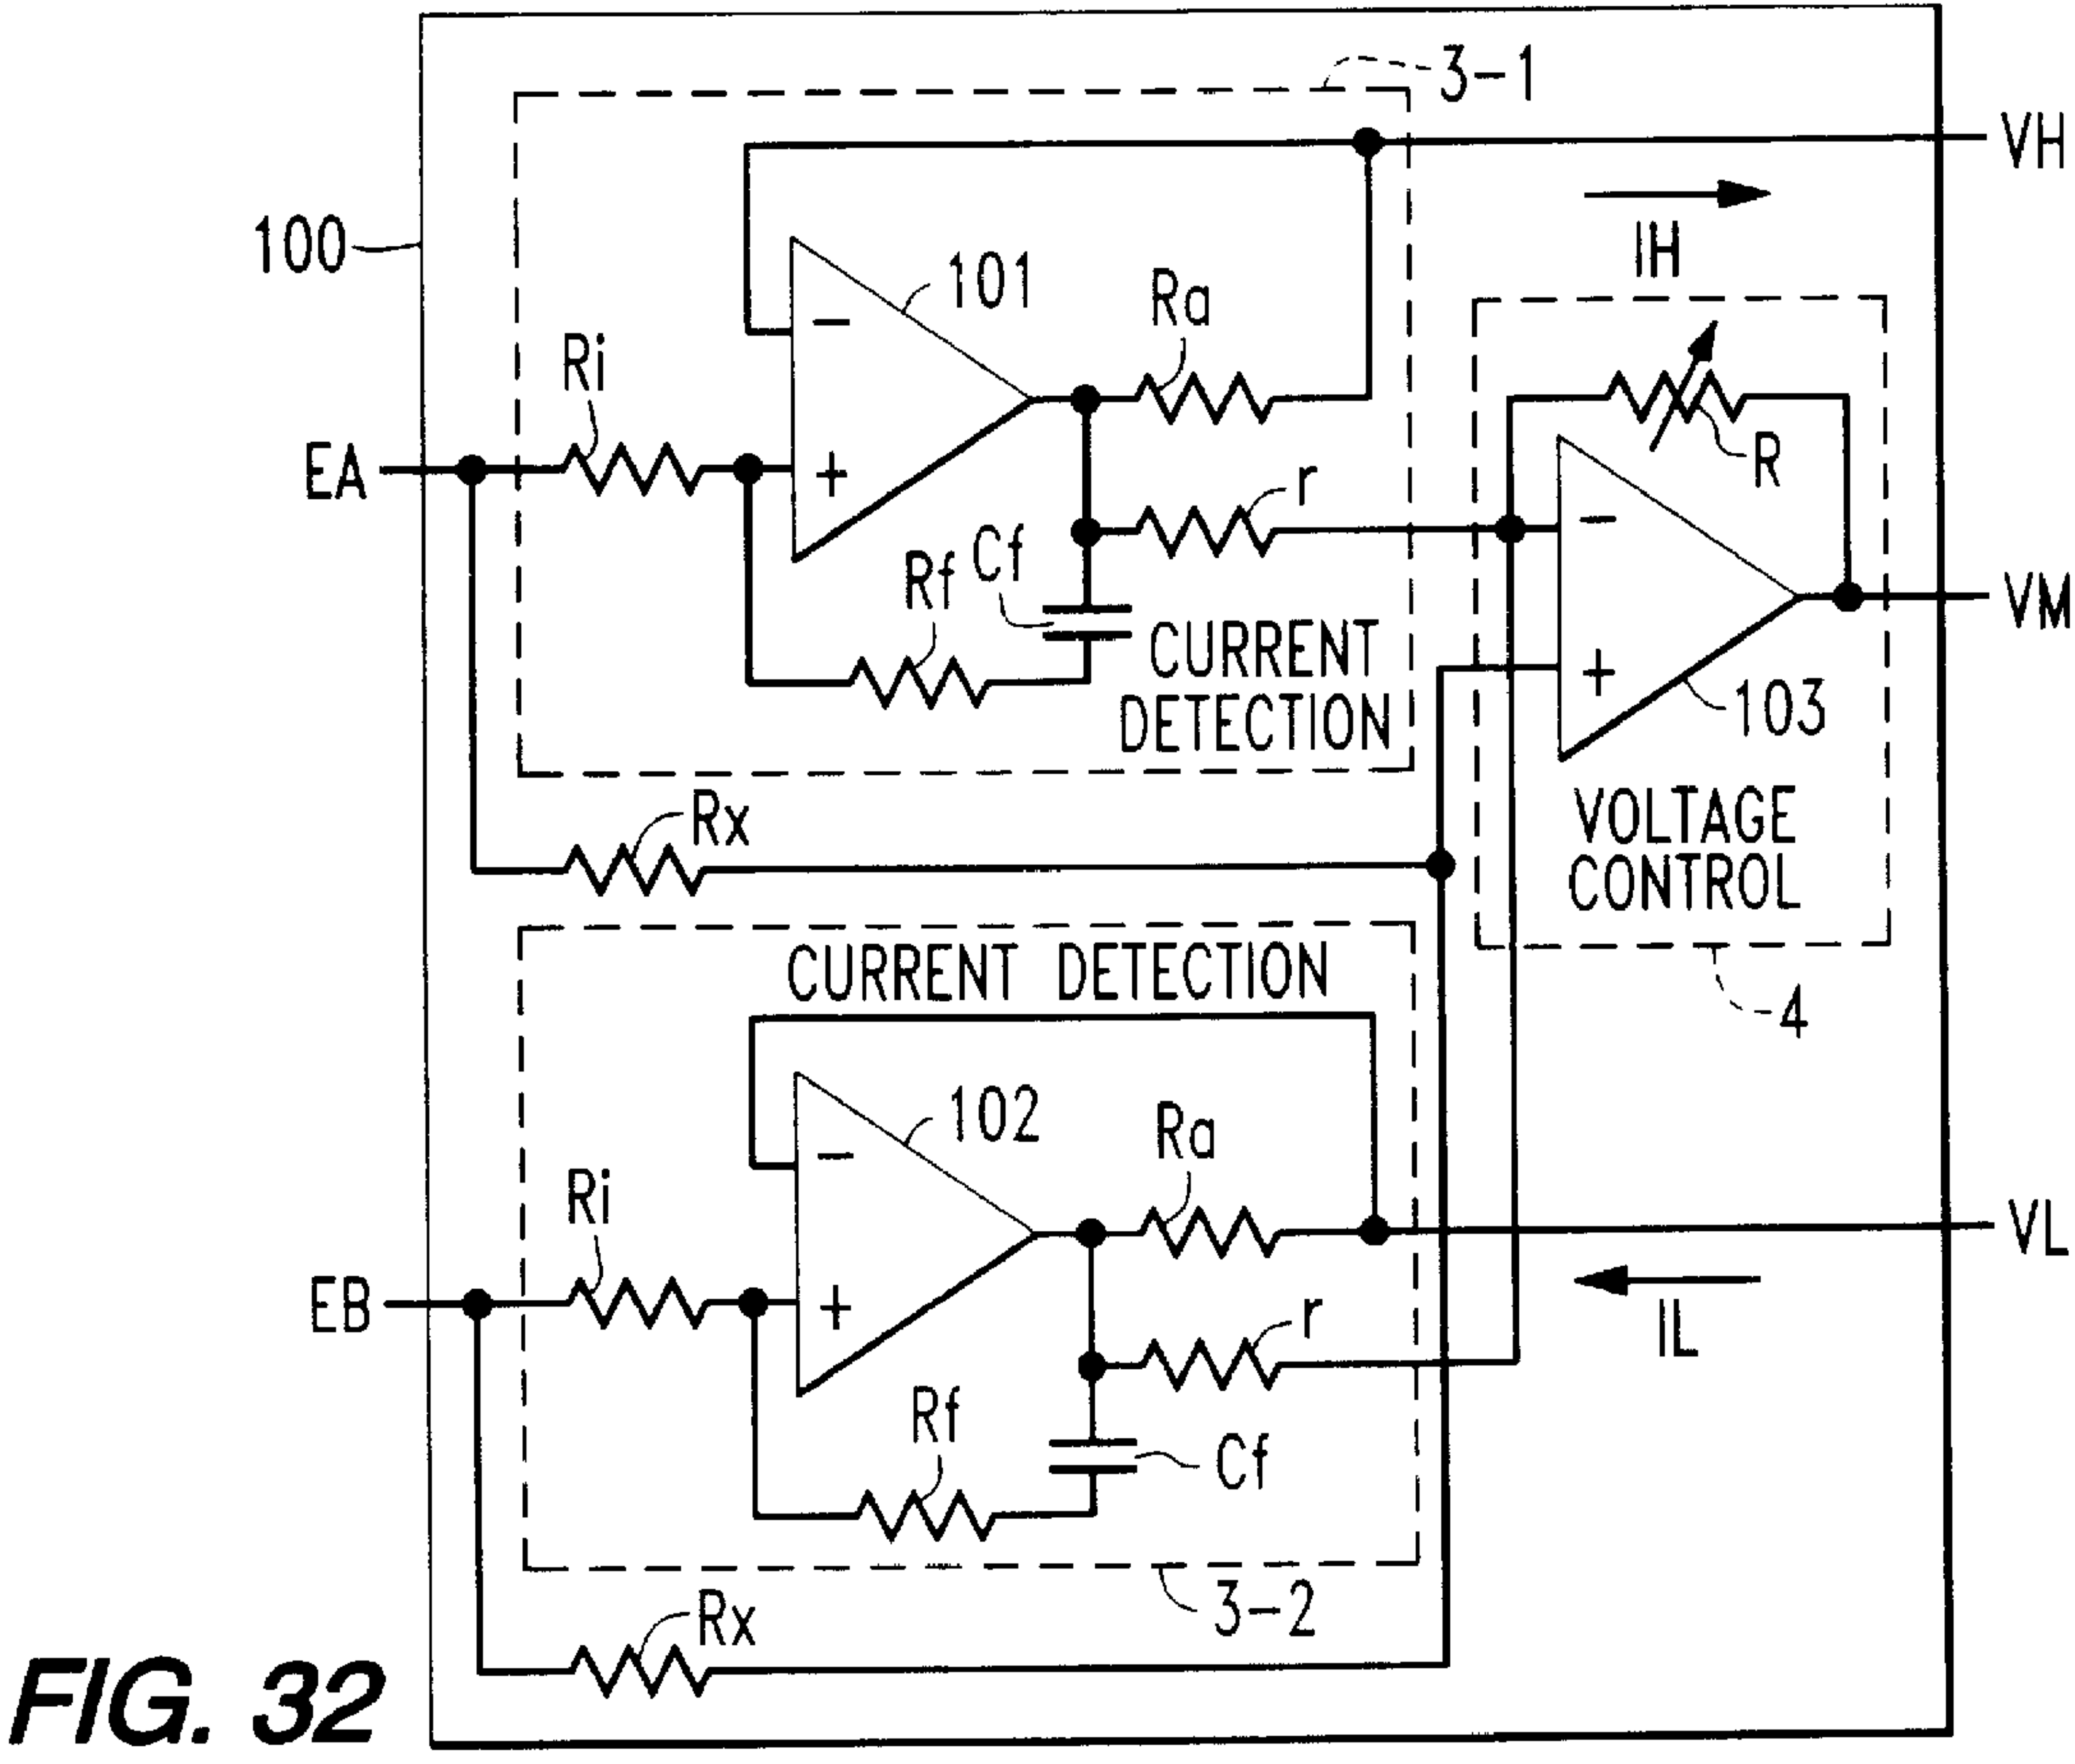 3-1
VH
100
IH
101
Ra
Ri
R
EA
+
−
r
−
Cf
Rf
VM
CURRENT
DETECTION
+
103
Rx
VOLTAGE
CONTROL
CURRENT DETECTION
4
102
Ra
−
Ri
VL
EB
+
r
IL
Rf
Cf
3-2
Rx
FIG. 32